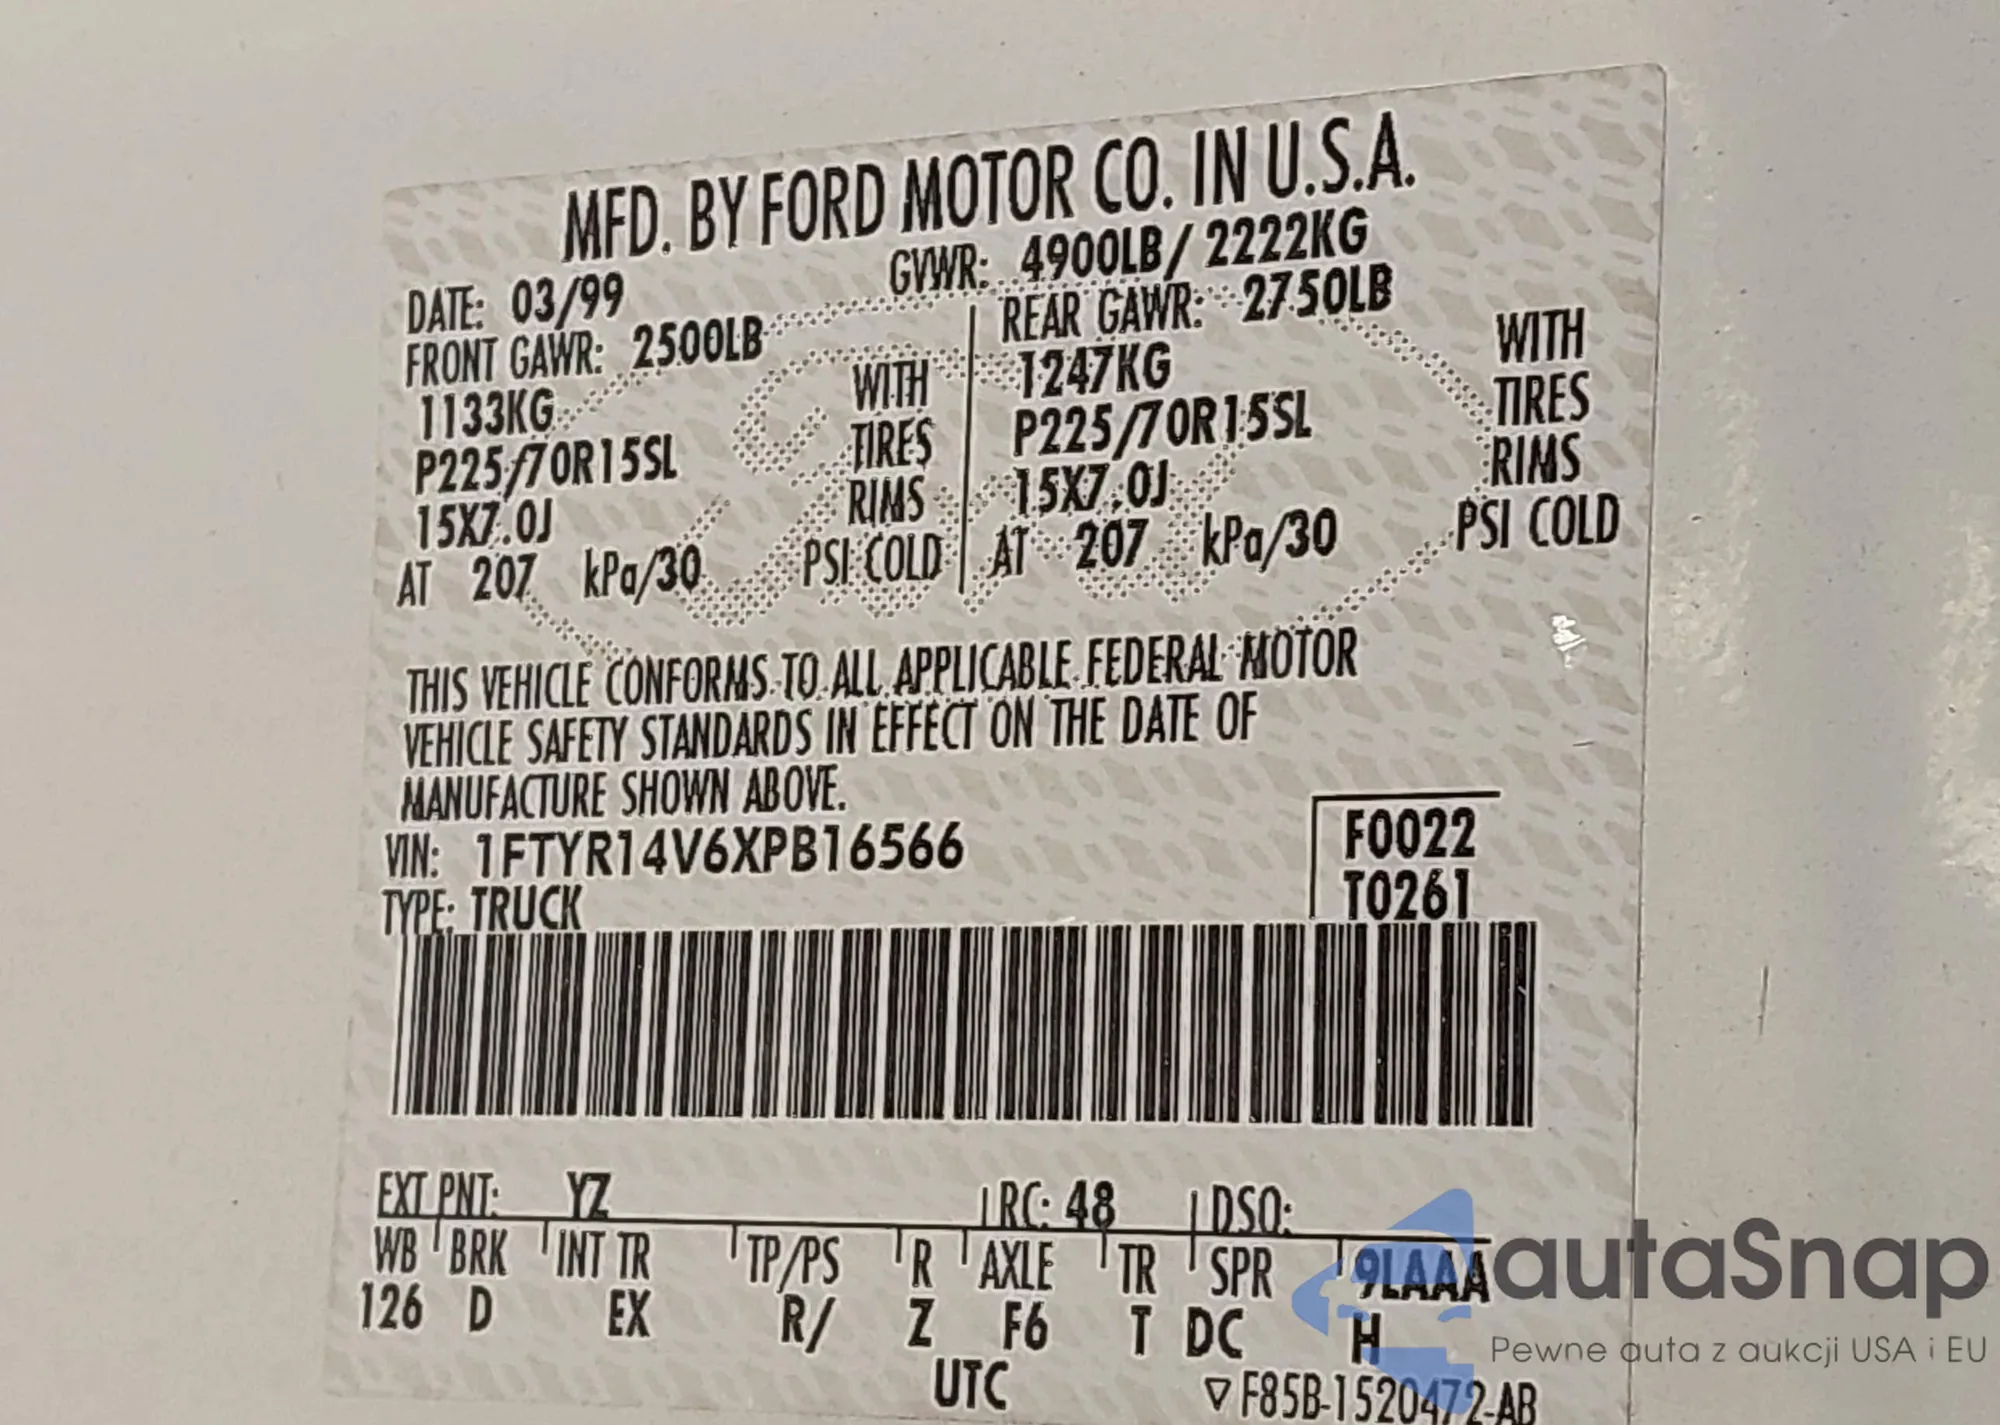 MFD. BY FORD MOTOR CO. IN U.S.A.
DATE: 03/99 GVWR: 4900LB/ 2222KG
FRONT GAWR: 2500LB REAR GAWR: 2750LB
1133KG WITH 1247KG WITH
P225/70R15SL TIRES P225/70R15SL TIRES
15X7.0J RIMS 15X7.0J RIMS
AT 207 kPa/30 PSI COLD AT 207 kPa/30 PSI COLD
THIS VEHICLE CONFORMS TO ALL APPLICABLE FEDERAL MOTOR
VEHICLE SAFETY STANDARDS IN EFFECT ON THE DATE OF
MANUFACTURE SHOWN ABOVE.
VIN: 1FTYR14V6XPB16566 F0022
TYPE: TRUCK T0261
EXT PNT: YZ RC: 48 DSO:
WB BRK INT TR TP/PS R AXLE TR SPR 9LAAA
126 D EX R/ Z F6 T DC H
UTC ▽F85B-1520472-AB
autaSnap
Pewne auta z aukcji USA i EU